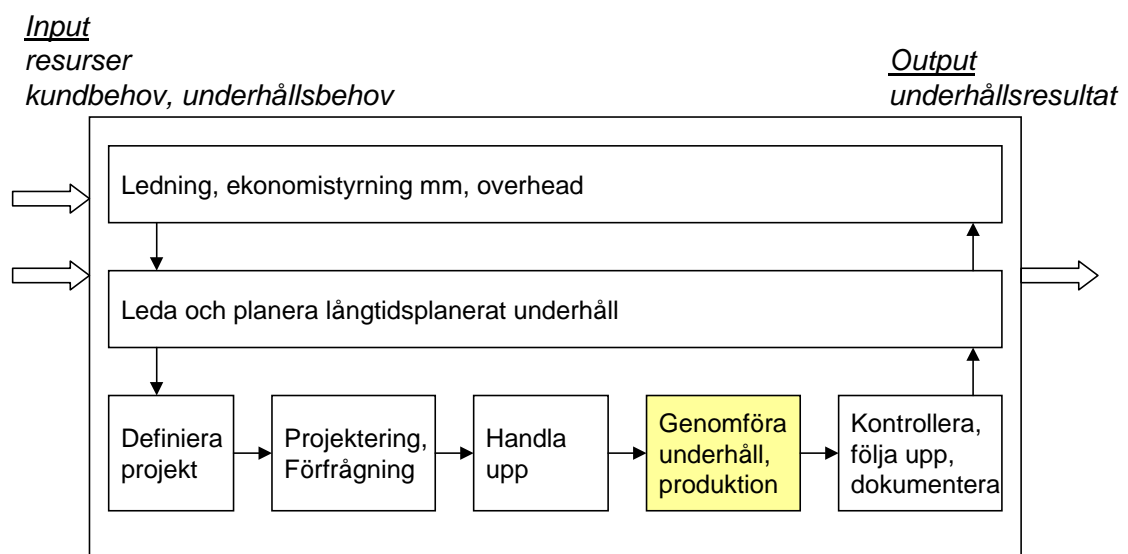 Input
resurser
kundbehov, underhållsbehov
Output
underhållsresultat
Ledning, ekonomistyrning mm, overhead
Leda och planera långtidsplanerat underhåll
Definiera
projekt
Projektering,
Förfrågning
Handla
upp
Genomföra
underhåll,
produktion
Kontrollera,
följa upp,
dokumentera